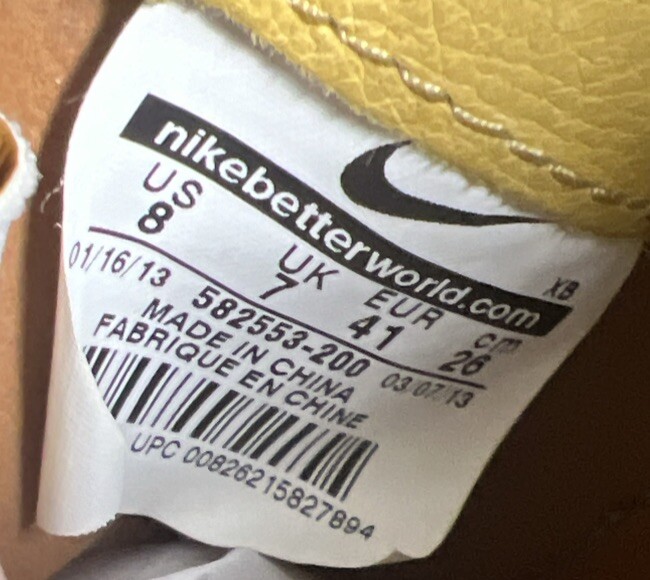 nikebetterworld.com
XB
US UK EUR cm
8 7 41 26
01/16/13 582553-200 03/07/13
MADE IN CHINA
FABRIQUE EN CHINE
UPC 00826215827894